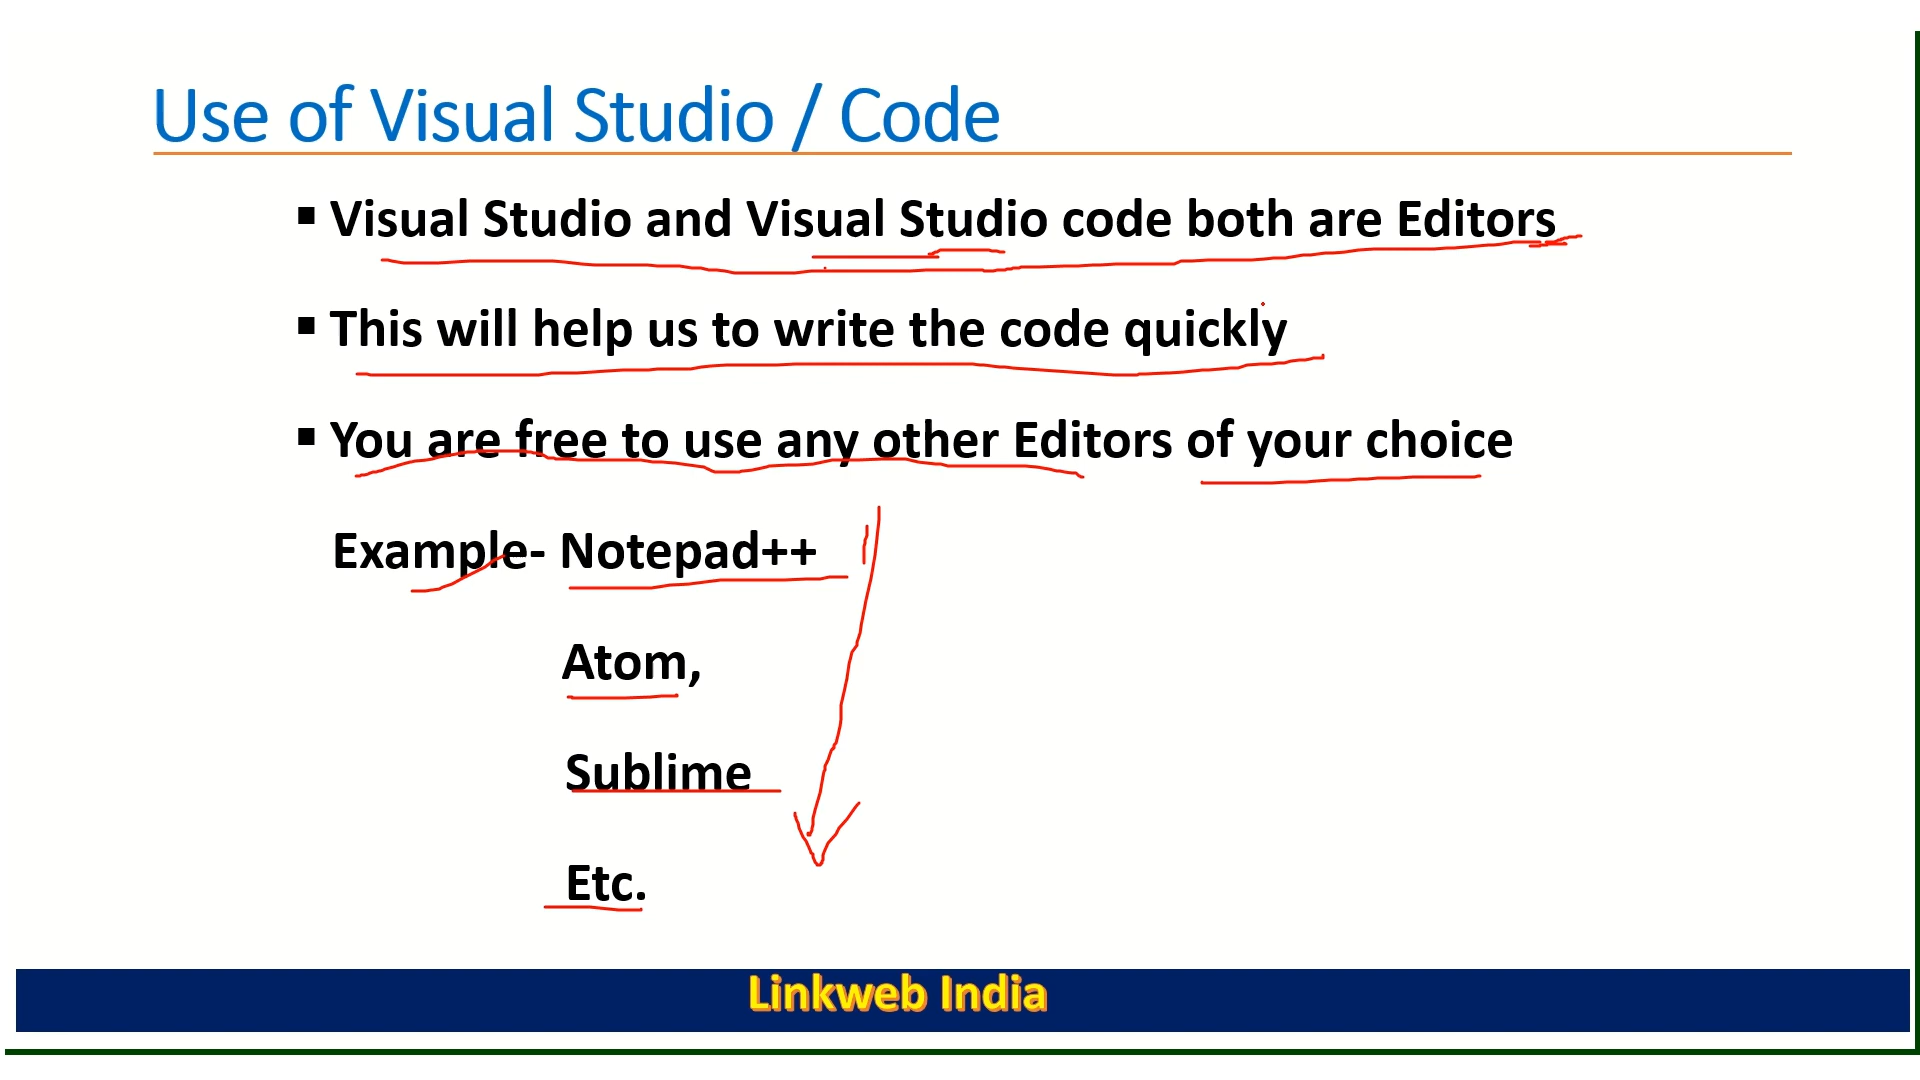 Use of Visual Studio / Code
▪ Visual Studio and Visual Studio code both are Editors
▪ This will help us to write the code quickly
▪ You are free to use any other Editors of your choice
Example- Notepad++
Atom,
Sublime
Etc.
Linkweb India